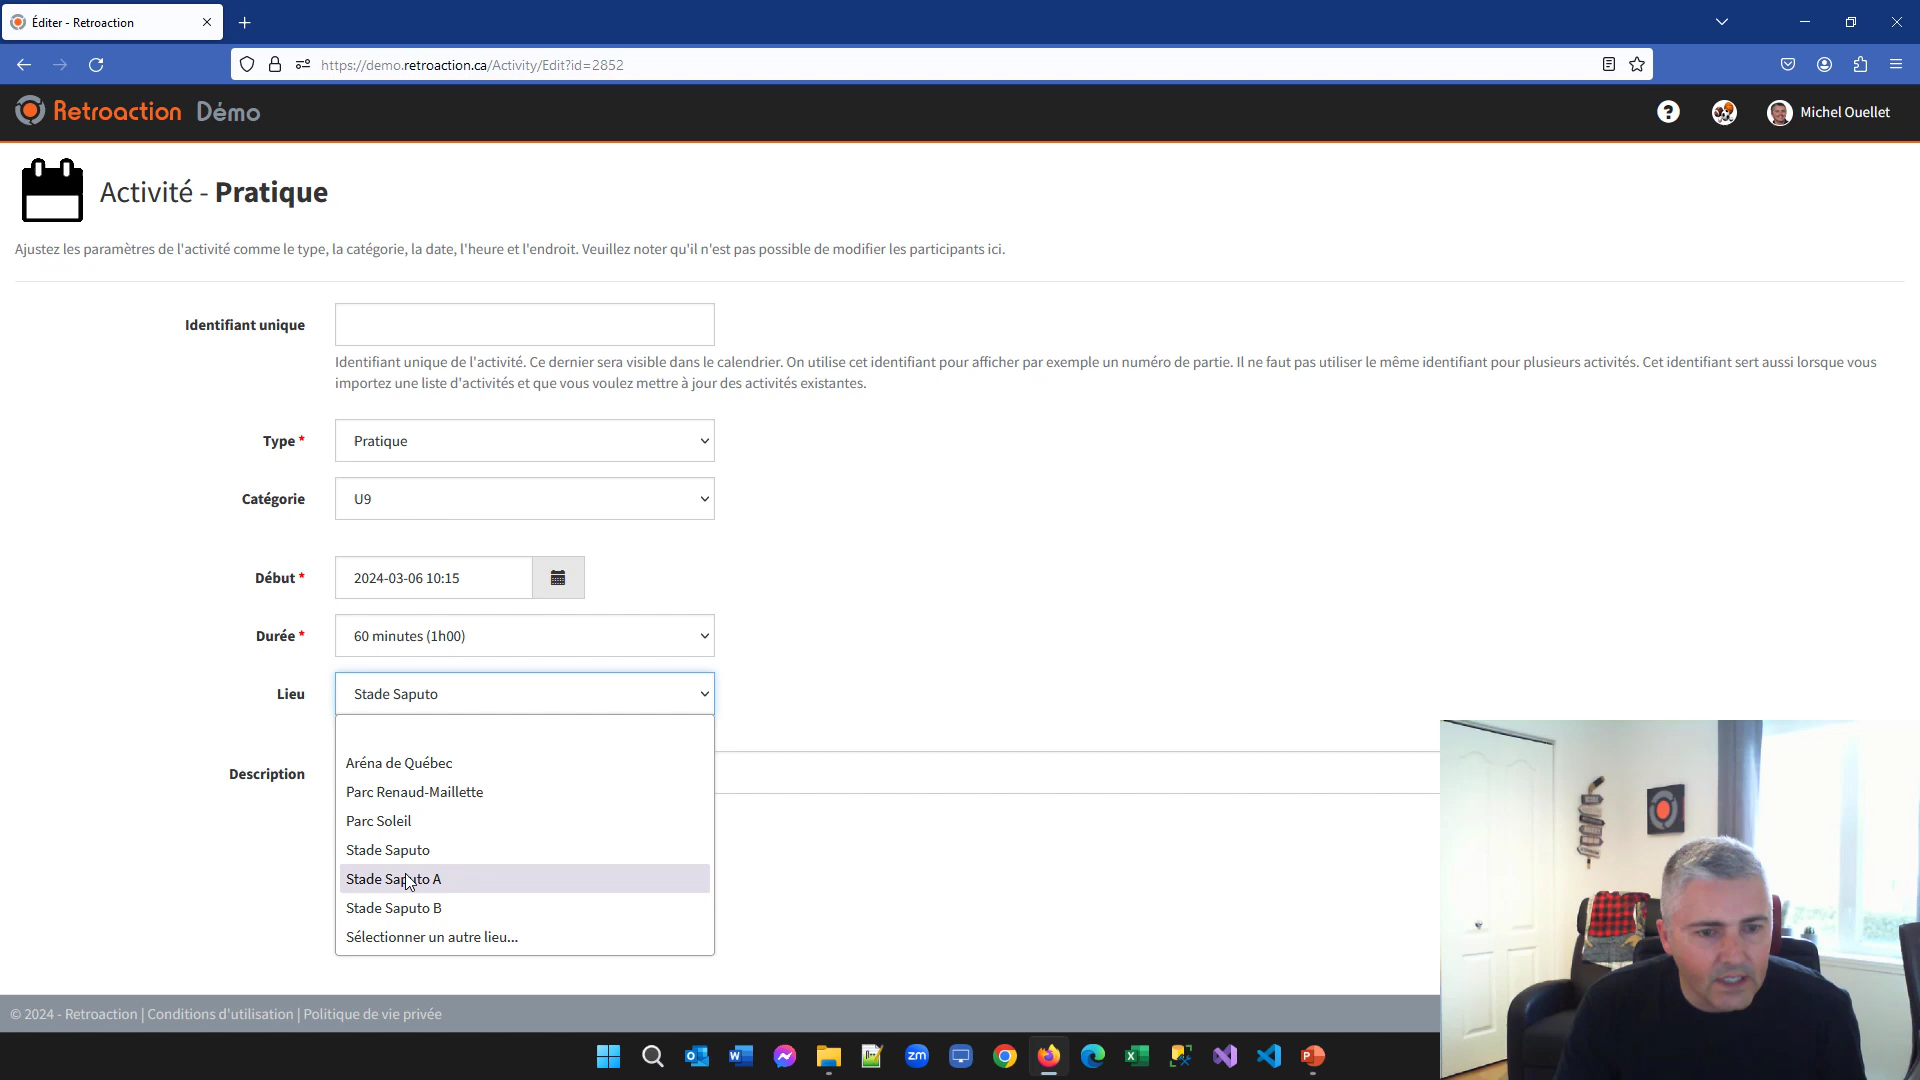 Éditer - Retroaction
https://demo.retroaction.ca/Activity/Edit?id=2852
Retroaction Démo
Michel Ouellet
Activité - Pratique
Ajustez les paramètres de l'activité comme le type, la catégorie, la date, l'heure et l'endroit. Veuillez noter qu'il n'est pas possible de modifier les participants ici.
Identifiant unique
Identifiant unique de l'activité. Ce dernier sera visible dans le calendrier. On utilise cet identifiant pour afficher par exemple un numéro de partie. Il ne faut pas utiliser le même identifiant pour plusieurs activités. Cet identifiant sert aussi lorsque vous
importez une liste d'activités et que vous voulez mettre à jour des activités existantes.
Type * Pratique
Catégorie U9
Début * 2024-03-06 10:15
Durée * 60 minutes (1h00)
Lieu Stade Saputo
Aréna de Québec
Description
Parc Renaud-Maillette
Parc Soleil
Stade Saputo
Stade Saputo A
Stade Saputo B
Sélectionner un autre lieu...
© 2024 - Retroaction | Conditions d'utilisation | Politique de vie privée